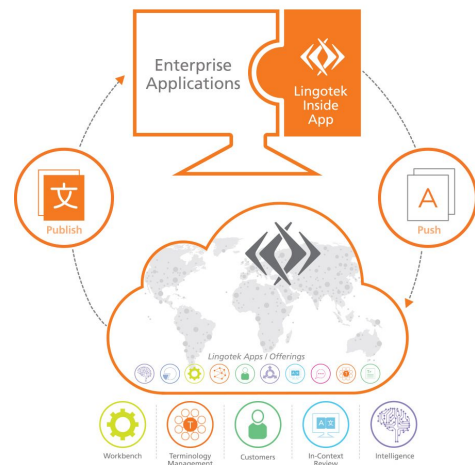 Enterprise
Applications
Lingotek
Inside
App
文
Publish
A
Push
Lingotek Apps / Offerings
T
Workbench
Terminology
Management
Customers
In-Context
Review
Intelligence